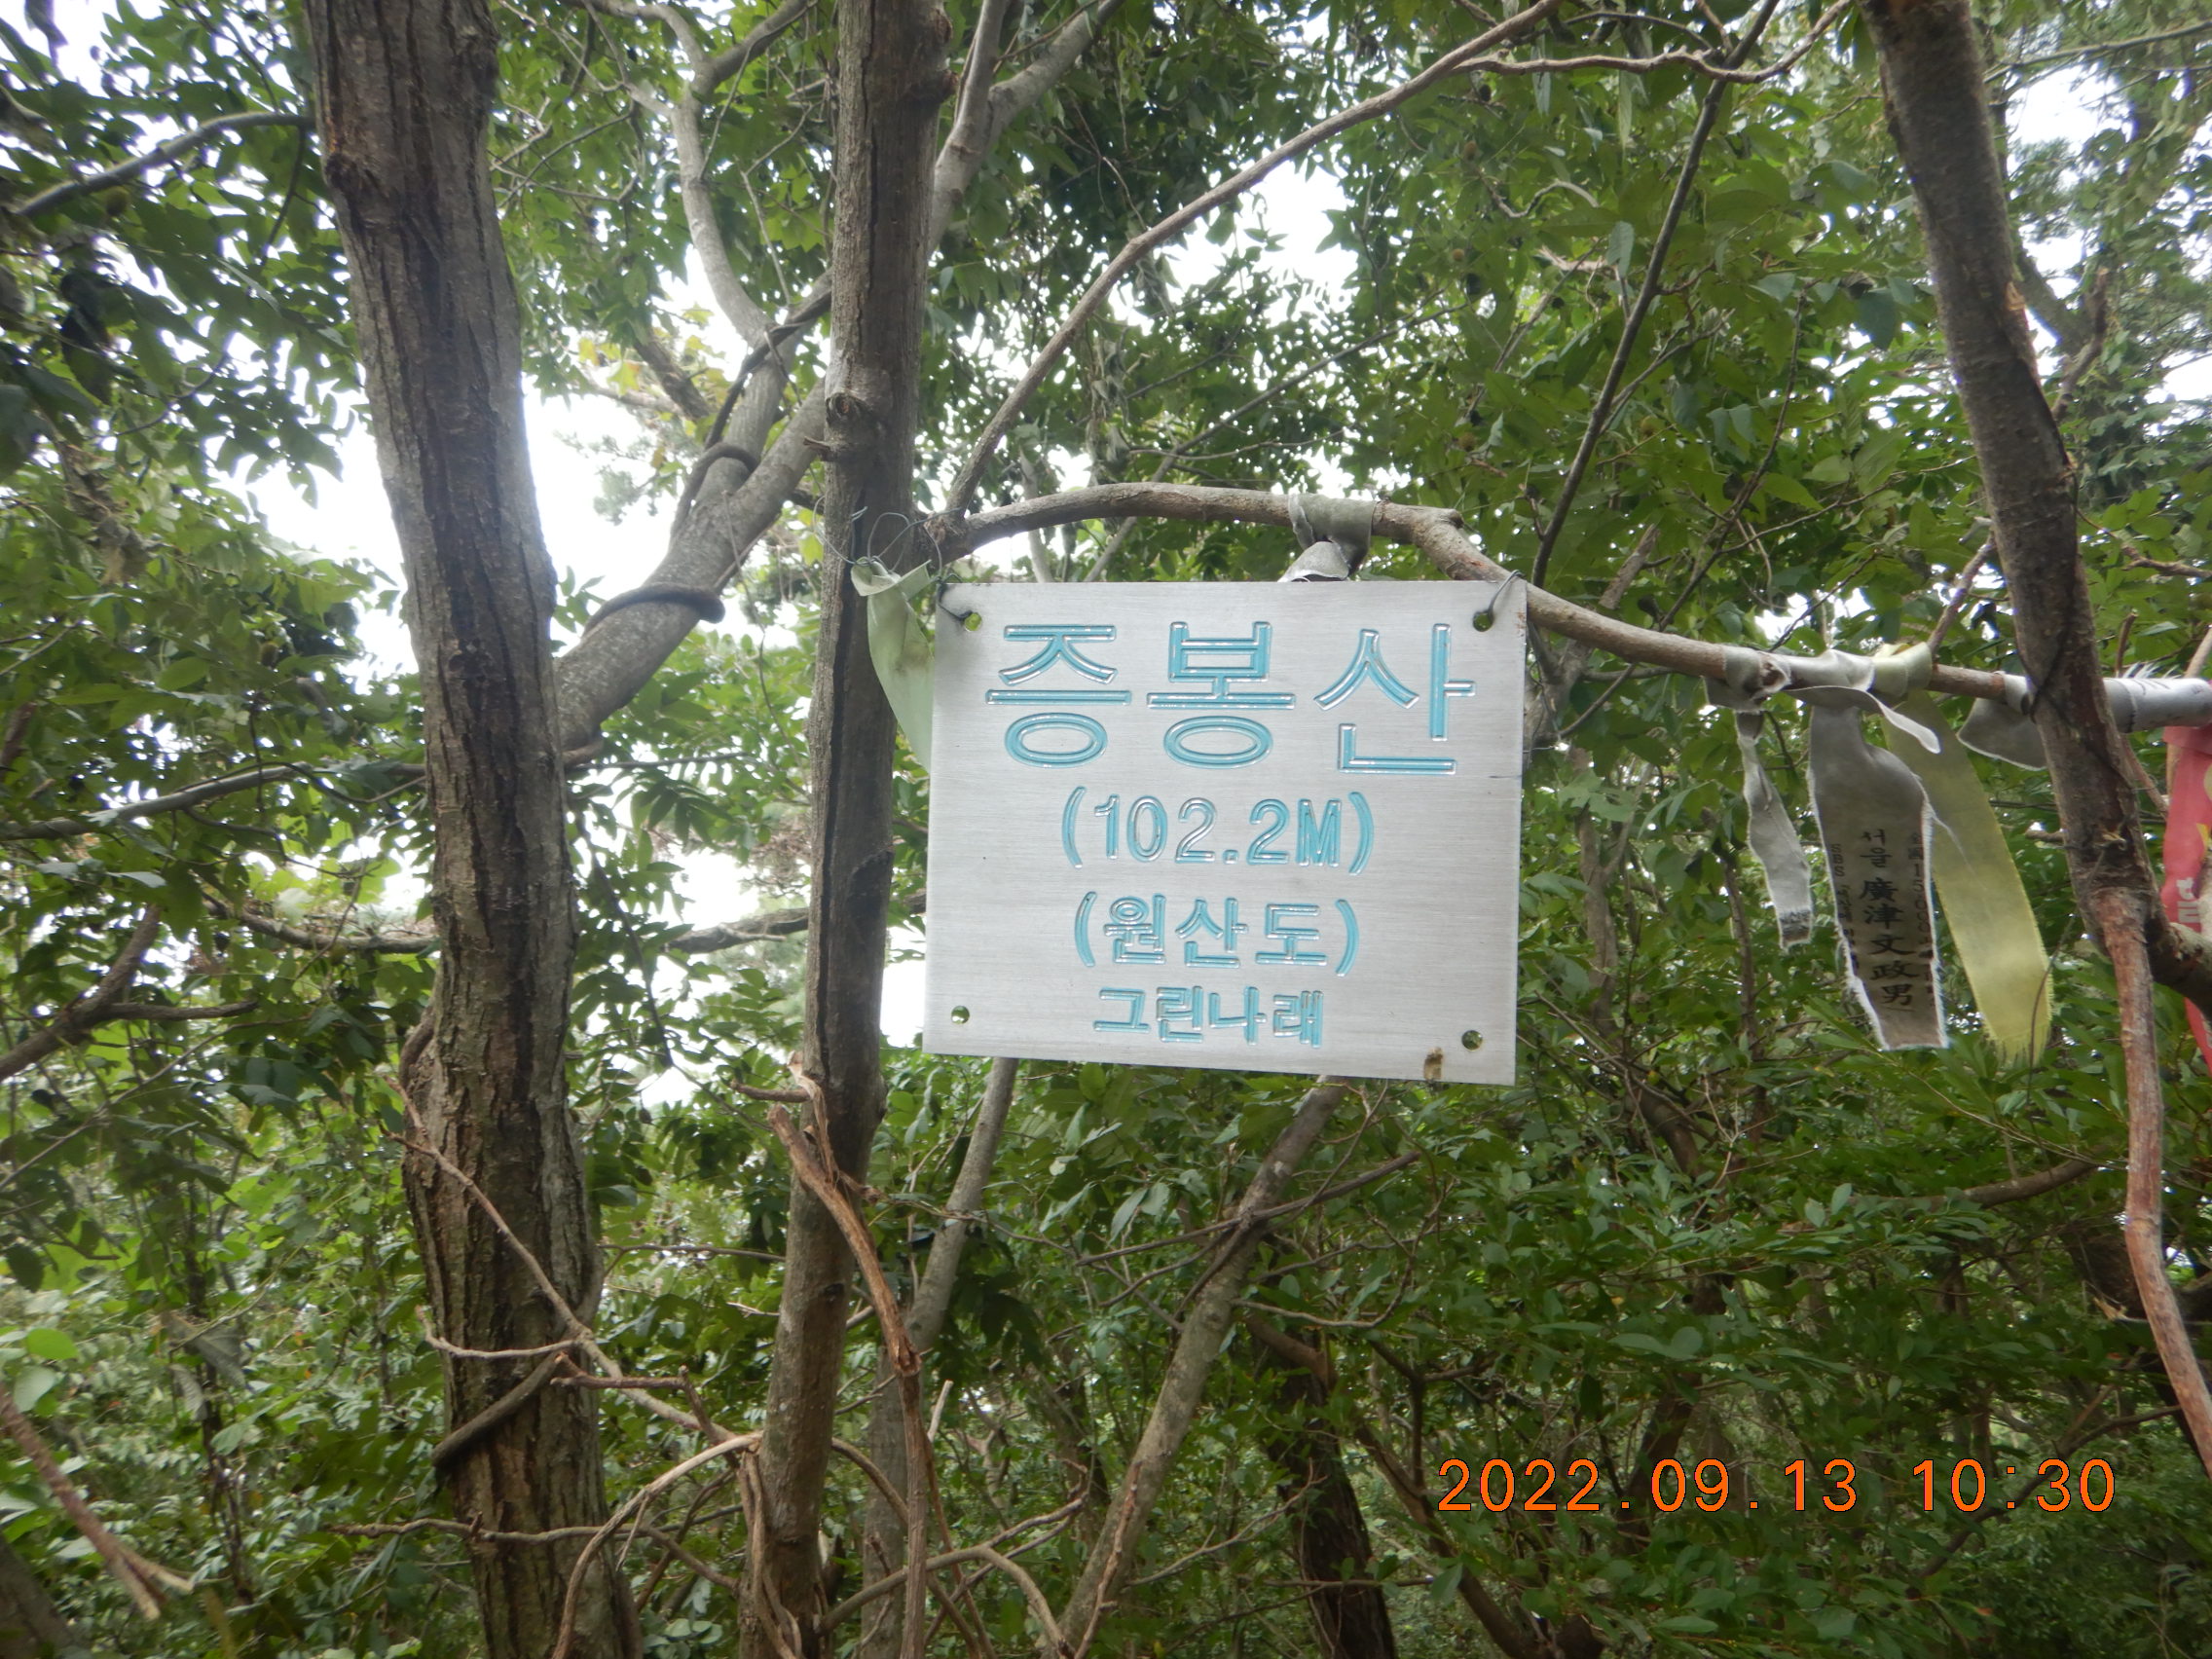 증봉산
(102.2M)
(원산도)
그린나래
서울 廣津文政男
2022.09.13 10:30